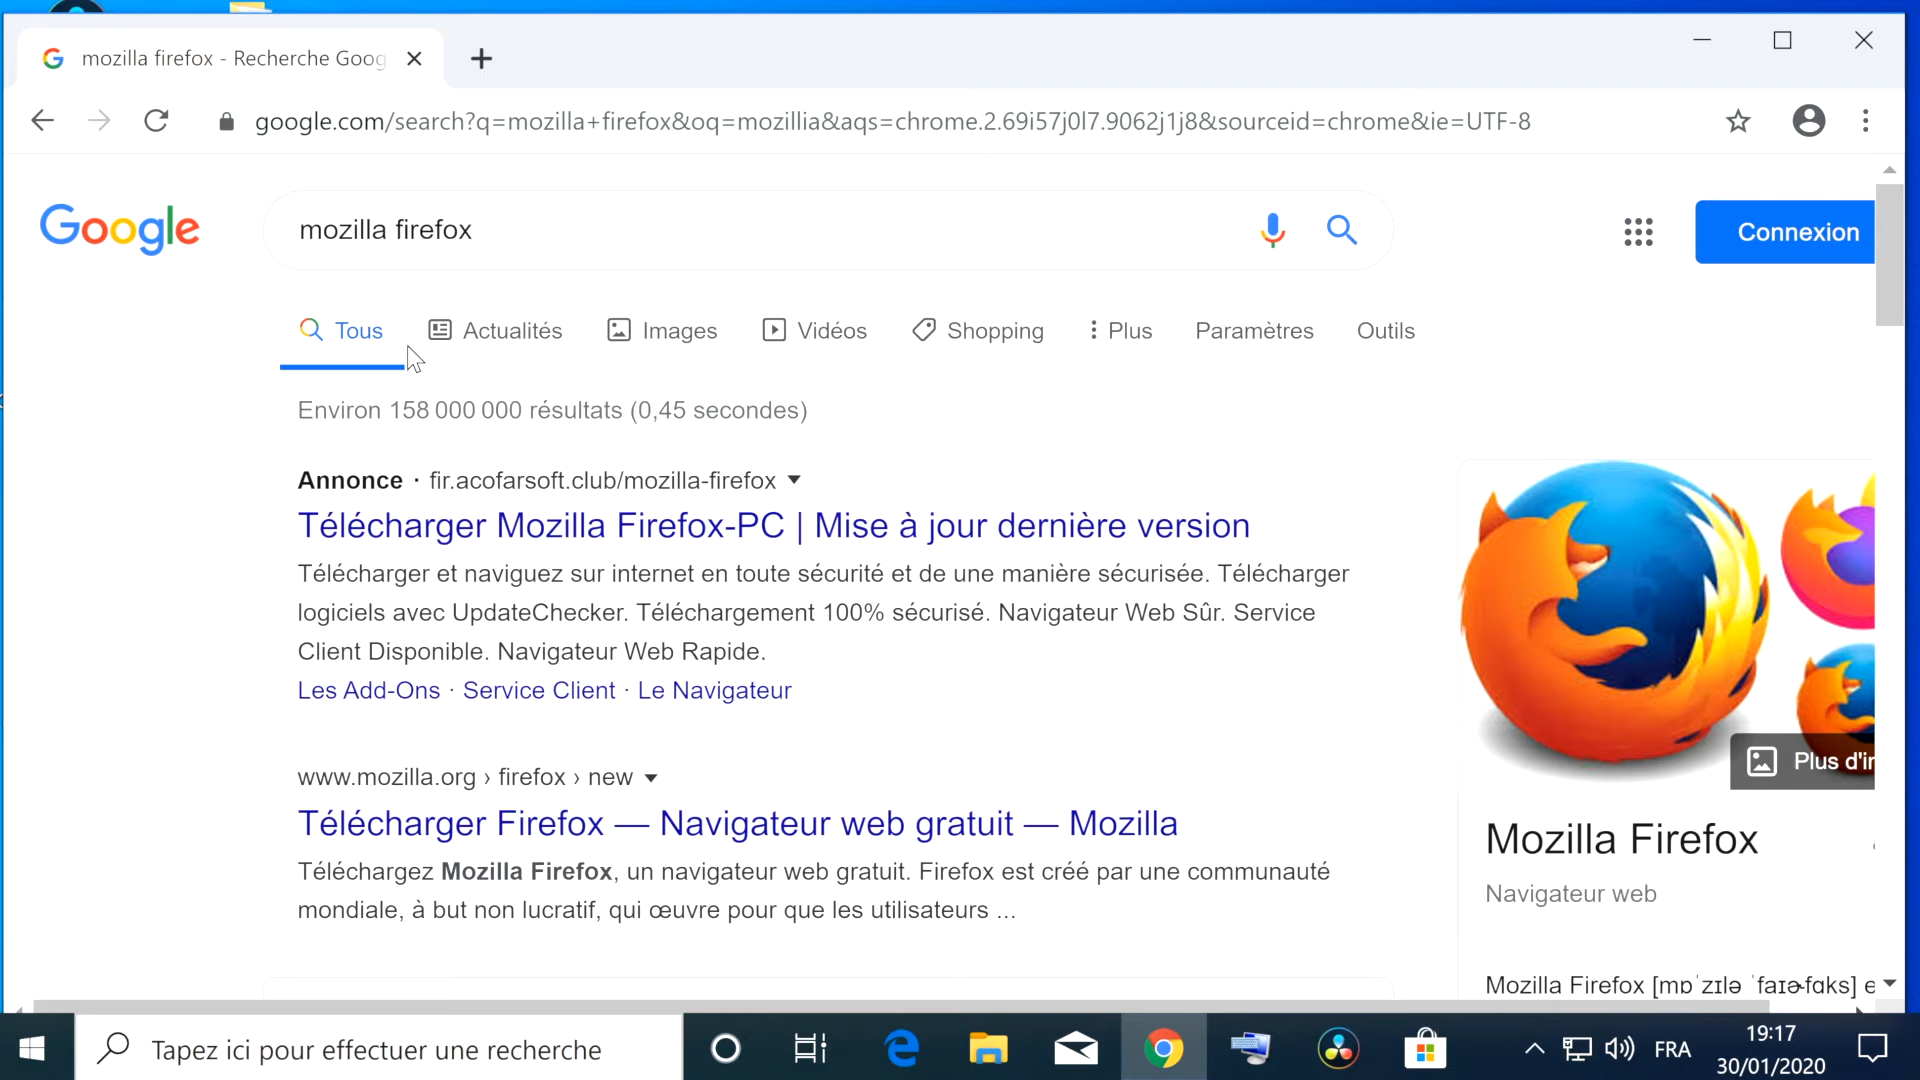 mozilla firefox - Recherche Goog
google.com/search?q=mozilla+firefox&oq=mozillia&aqs=chrome.2.69i57j0l7.9062j1j8&sourceid=chrome&ie=UTF-8
Google
mozilla firefox
Connexion
Tous Actualités Images Vidéos Shopping Plus Paramètres Outils
Environ 158 000 000 résultats (0,45 secondes)
Annonce · fir.acofarsoft.club/mozilla-firefox
Télécharger Mozilla Firefox-PC | Mise à jour dernière version
Télécharger et naviguez sur internet en toute sécurité et de une manière sécurisée. Télécharger
logiciels avec UpdateChecker. Téléchargement 100% sécurisé. Navigateur Web Sûr. Service
Client Disponible. Navigateur Web Rapide.
Les Add-Ons · Service Client · Le Navigateur
www.mozilla.org › firefox › new
Télécharger Firefox — Navigateur web gratuit — Mozilla
Téléchargez Mozilla Firefox, un navigateur web gratuit. Firefox est créé par une communauté
mondiale, à but non lucratif, qui œuvre pour que les utilisateurs ...
Plus d'i
Mozilla Firefox
Navigateur web
Mozilla Firefox [mɒˈzɪlə ˈfaɪɚfɑks] e
Tapez ici pour effectuer une recherche
FRA
19:17
30/01/2020